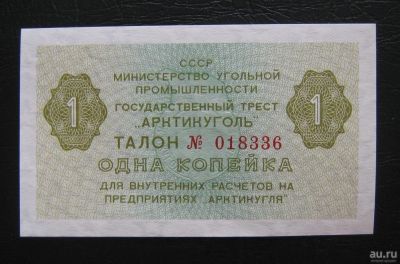 СССР
МИНИСТЕРСТВО УГОЛЬНОЙ
ПРОМЫШЛЕННОСТИ
ГОСУДАРСТВЕННЫЙ ТРЕСТ
„АРКТИКУГОЛЬ"
1 1
ТАЛОН № 018336
ОДНА КОПЕЙКА
ДЛЯ ВНУТРЕННИХ РАСЧЕТОВ НА
ПРЕДПРИЯТИЯХ „АРКТИКУГЛЯ"
au.ru